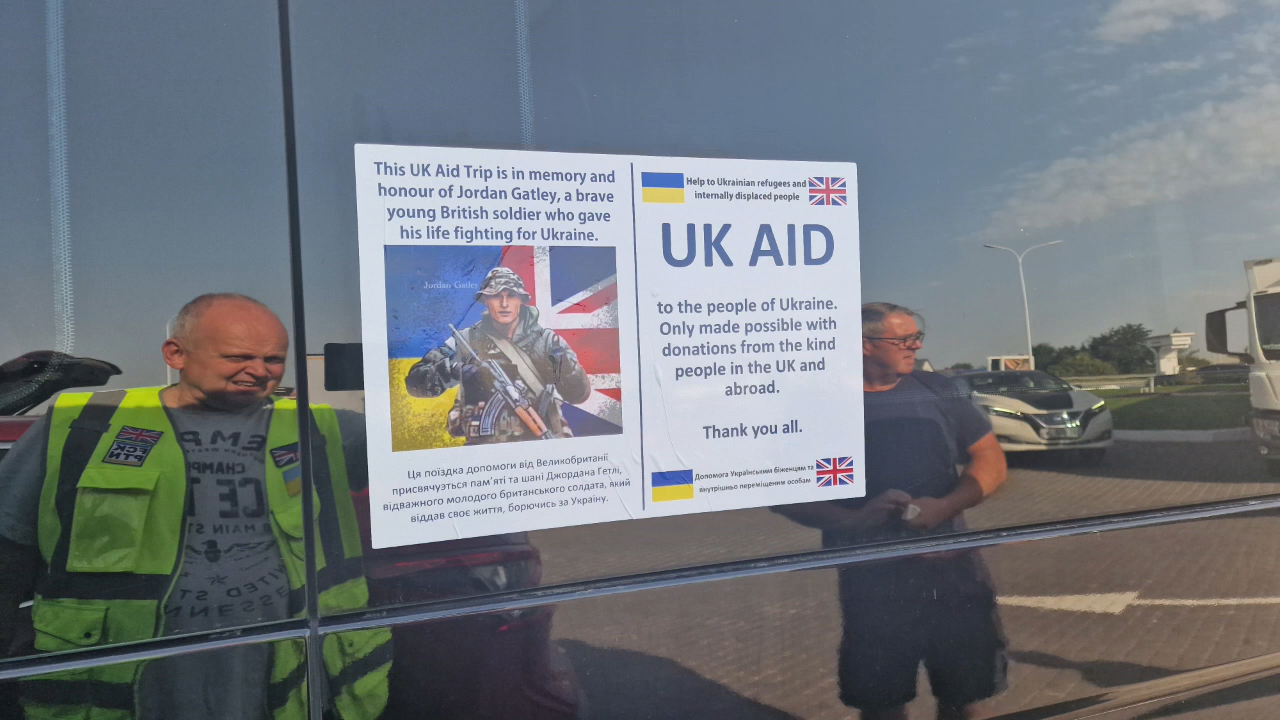 This UK Aid Trip is in memory and
honour of Jordan Gatley, a brave
young British soldier who gave
his life fighting for Ukraine.
Jordan Gatley
Ця поїздка допомоги від Великобританії
присвячується пам'яті та шані Джордана Гетлі,
відважного молодого британського солдата, який
віддав своє життя, борючись за Україну.
Help to Ukrainian refugees and
internally displaced people
UK AID
to the people of Ukraine.
Only made possible with
donations from the kind
people in the UK and
abroad.
Thank you all.
Допомога Українським біженцям та
внутрішньо переміщеним особам